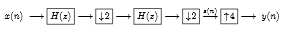 x(n) ⟶ H(z) ⟶ ↓2 ⟶ H(z) ⟶ ↓2 s(n)⟶ ↑4 ⟶ y(n)